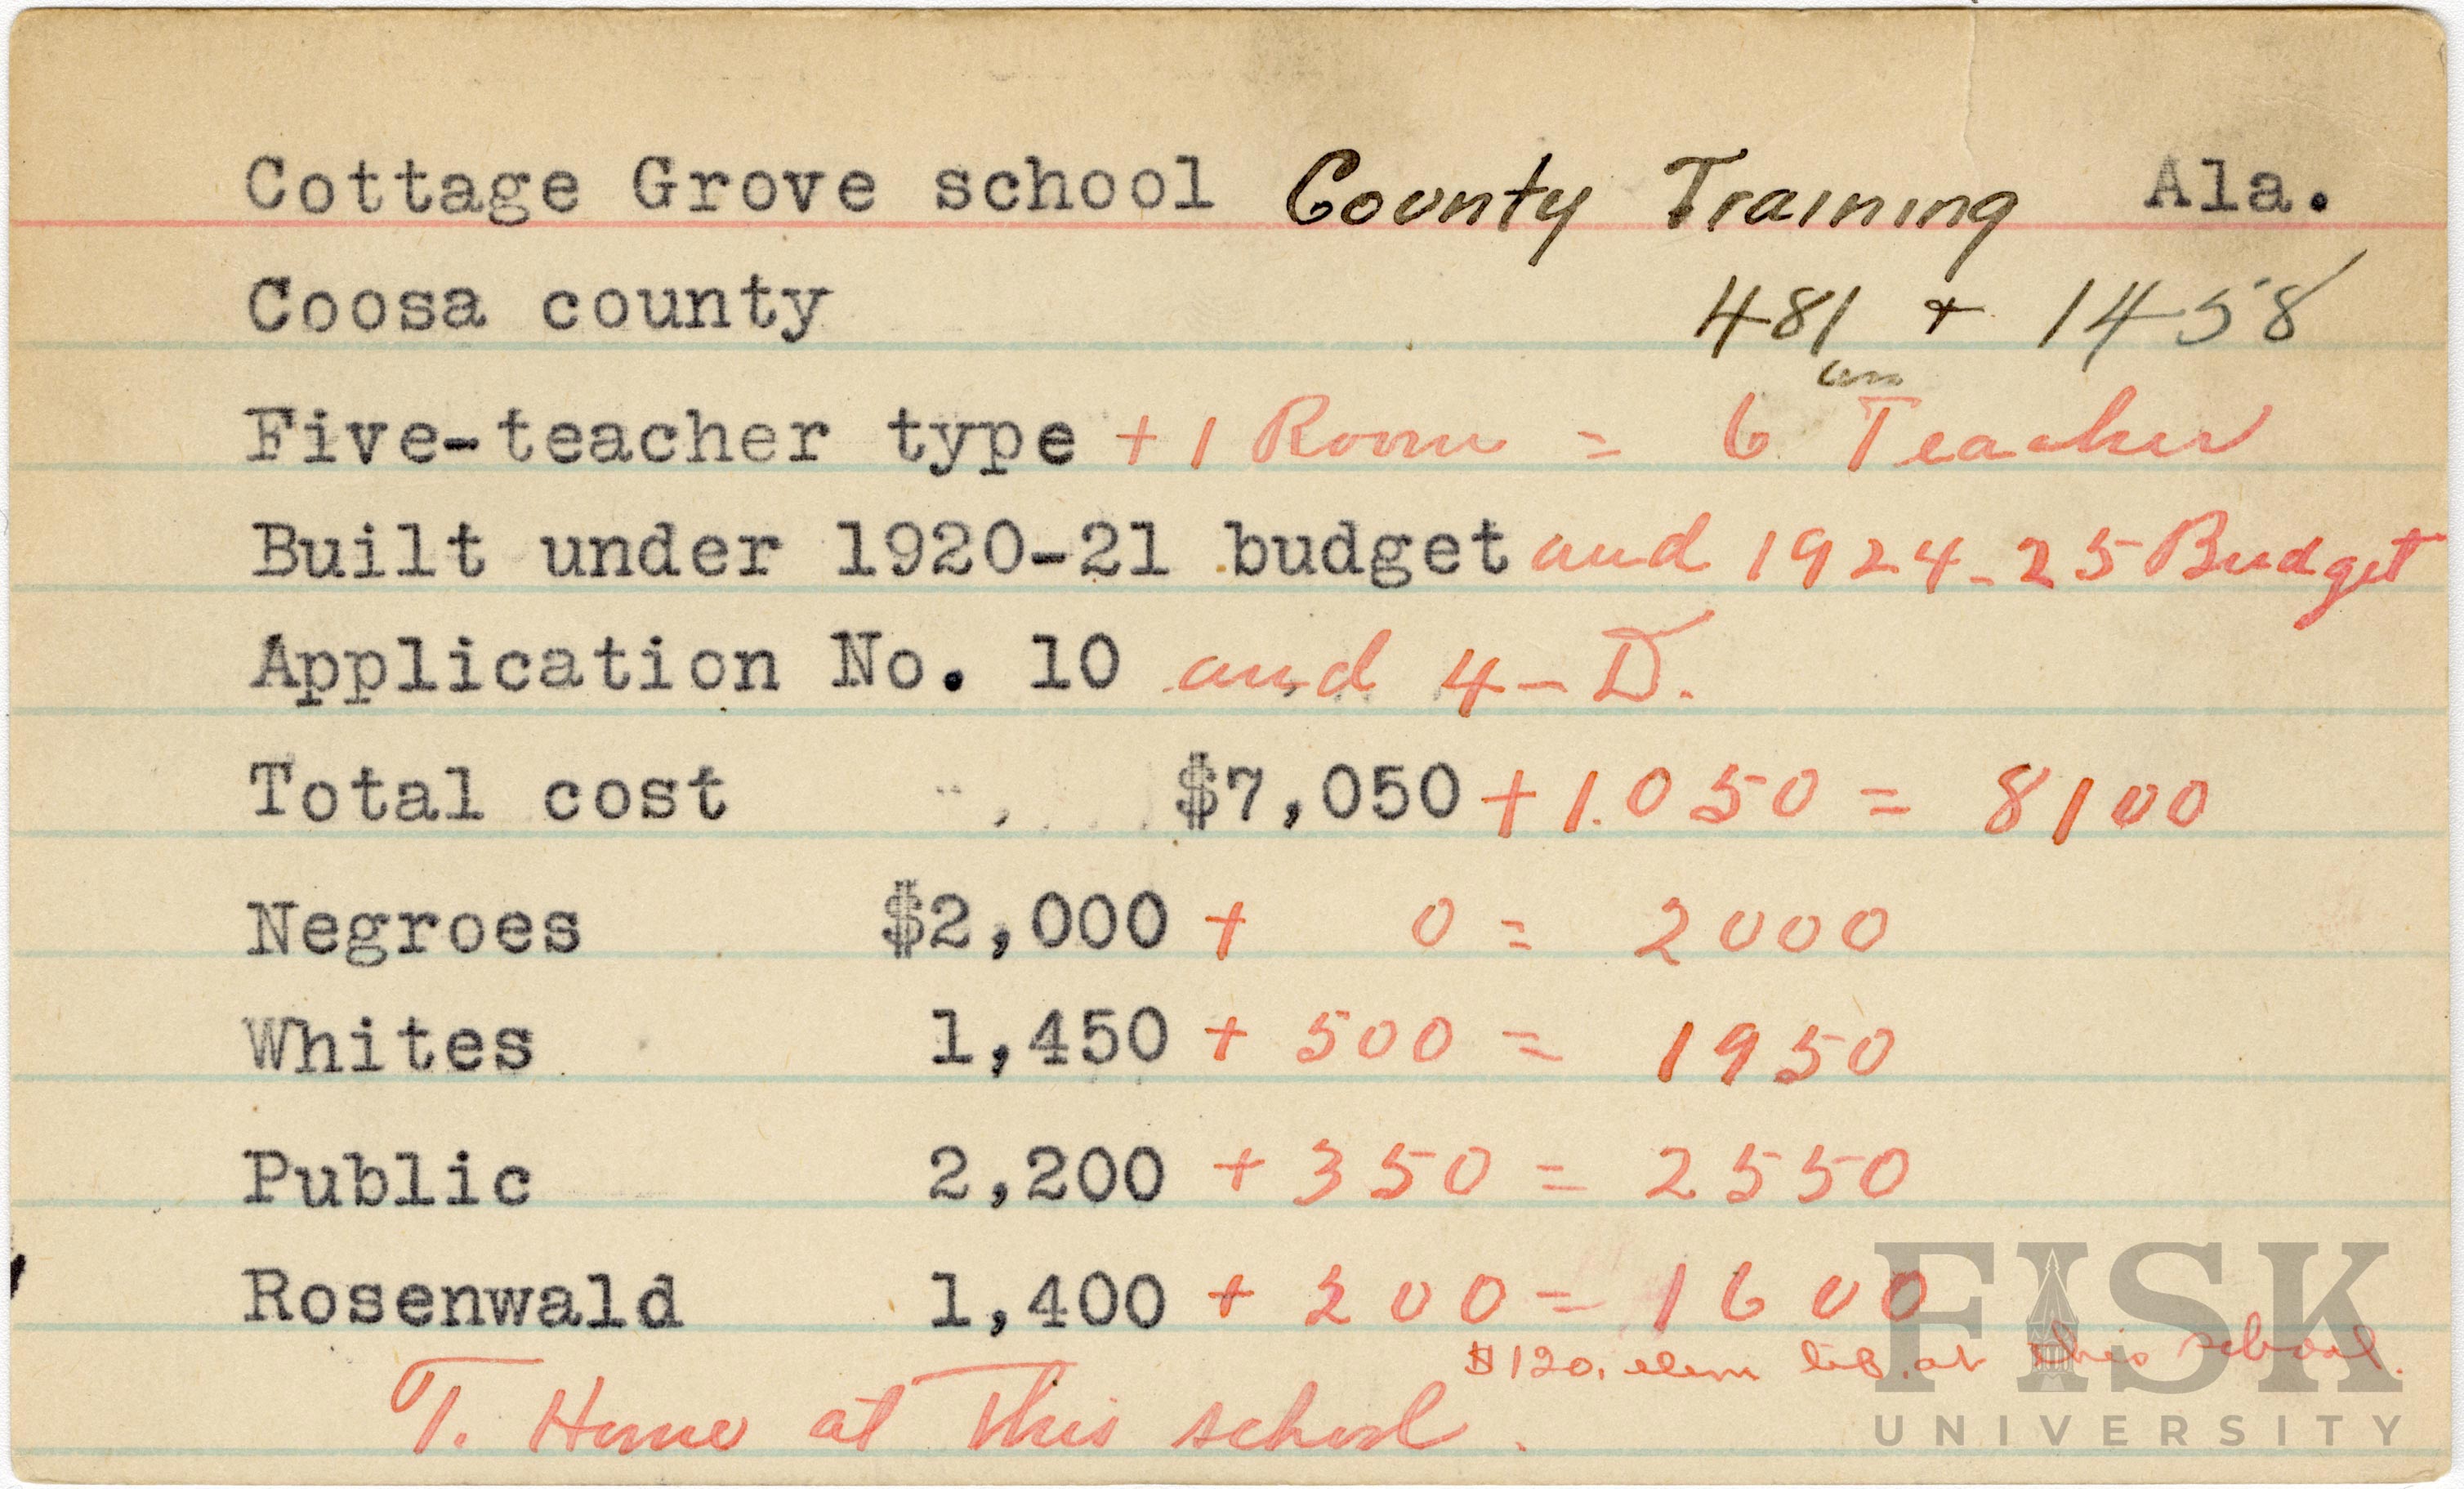 Cottage Grove school County Training Ala.
Coosa county 481 + 1458
Five-teacher type + 1 Room = 6 Teacher
Built under 1920-21 budget and 1924-25 Budget
Application No. 10 and 4-D.
Total cost $7,050 + 1.050 = 8100
Negroes $2,000 + 0 = 2000
Whites 1,450 + 500 = 1950
Public 2,200 + 350 = 2550
Rosenwald 1,400 + 200 = 1600
$120. elem lib. at this school.
T. Home at this school.
FISK
UNIVERSITY